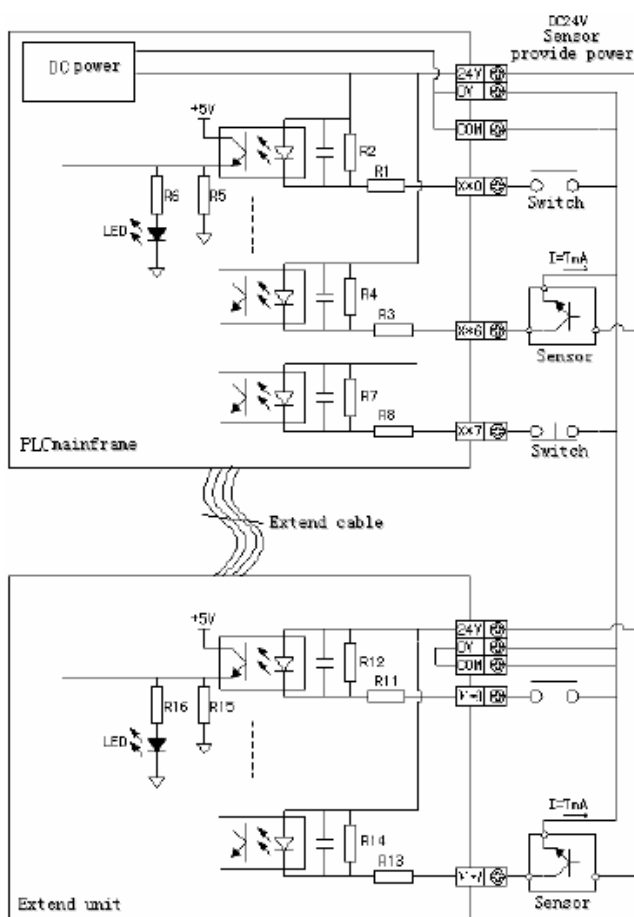 DC24V
Sensor
provide power
DC power
24V
0V
COM
+5V
R2
R1
X*0
Switch
R6
R5
LED
I=TmA
R4
R3
X*6
Sensor
R7
R8
X*7
Switch
PLCmainframe
Extend cable
+5V
24V
0V
COM
R12
R11
R16
R15
LED
I=TmA
R14
R13
Sensor
Extend unit